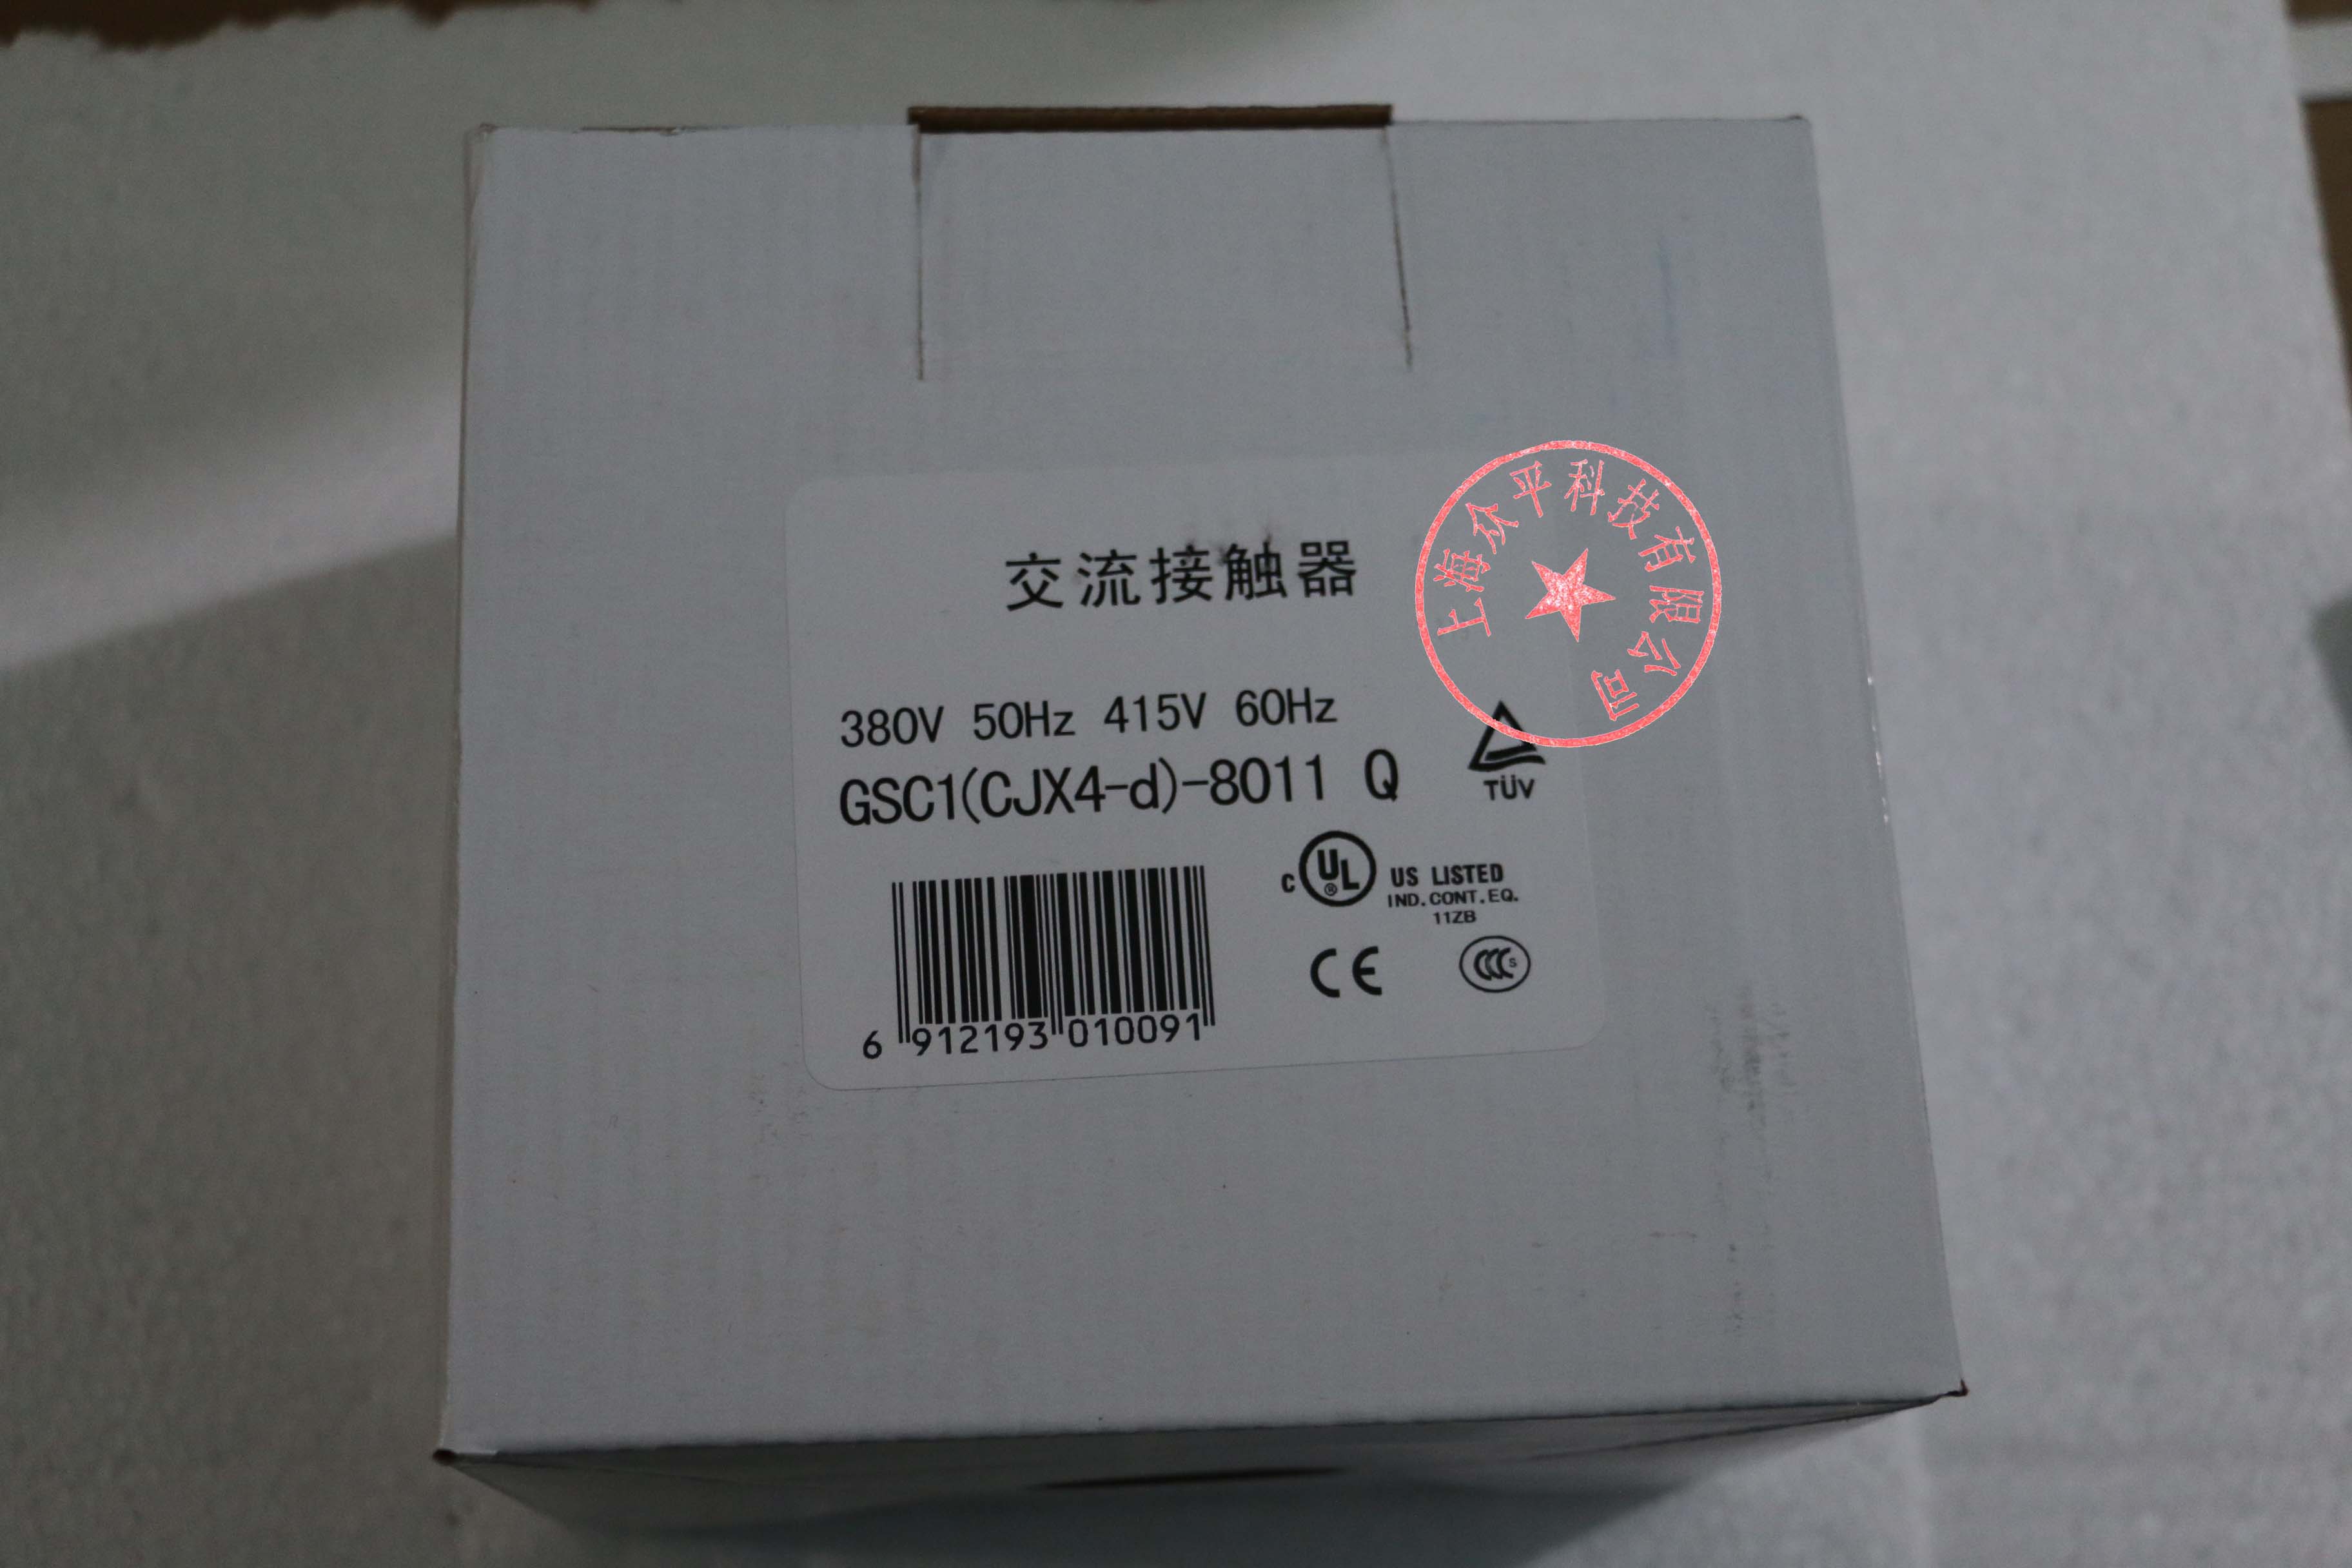 交流接触器
上海众平科技有限公司
380V 50Hz 415V 60Hz
GSC1(CJX4-d)-8011 Q
TÜV
C UL ® US LISTED
IND.CONT.EQ.
11ZB
CE
CCC S
6 912193 010091